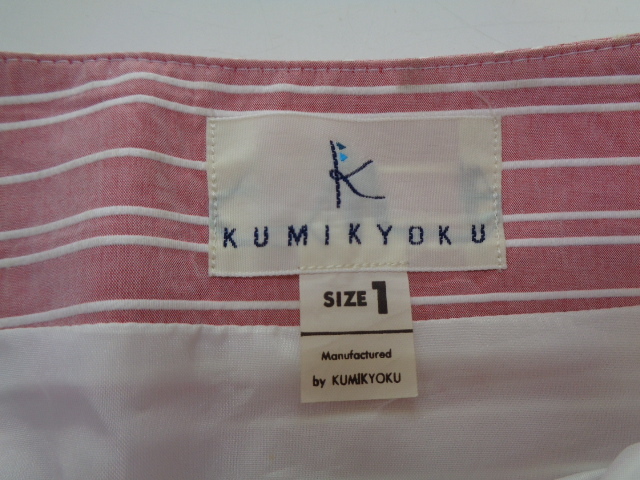 K
KUMIKYOKU
SIZE 1
Manufactured
by KUMIKYOKU